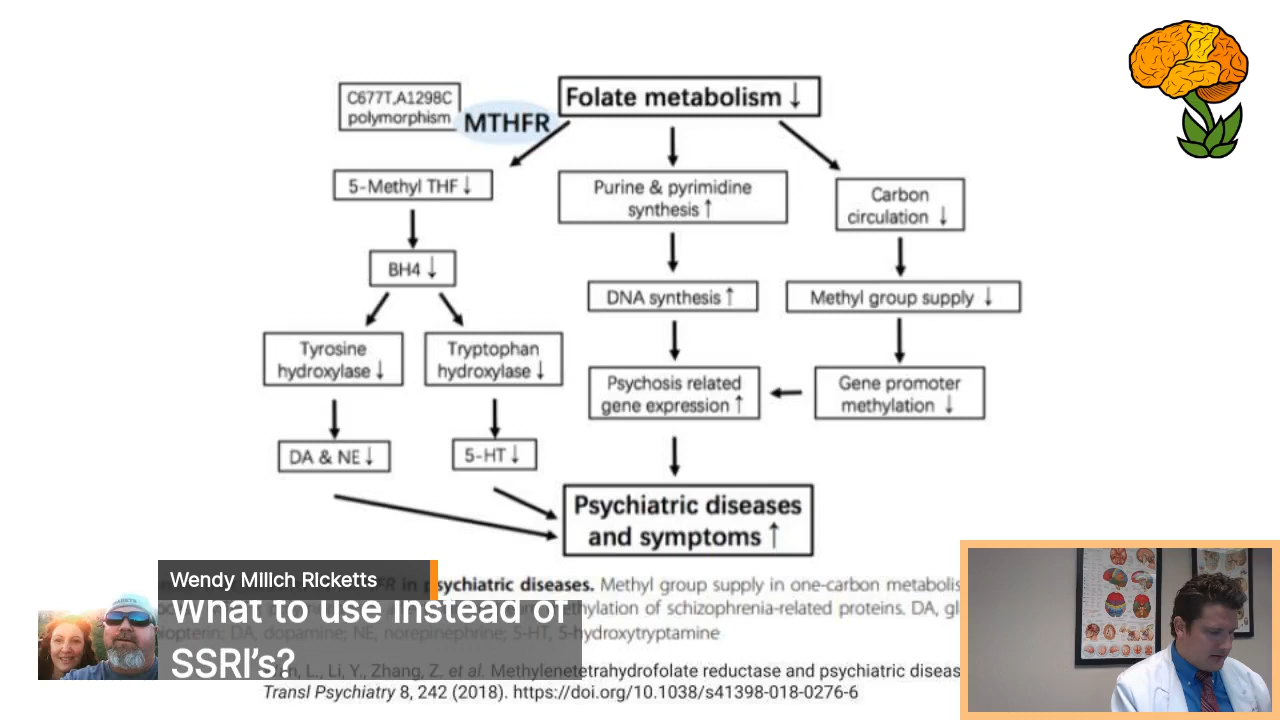 C677T,A1298C
polymorphism
MTHFR
Folate metabolism ↓
5-Methyl THF ↓
Purine & pyrimidine
synthesis ↑
Carbon
circulation ↓
BH4 ↓
DNA synthesis ↑
Methyl group supply ↓
Tyrosine
hydroxylase ↓
Tryptophan
hydroxylase ↓
Psychosis related
gene expression ↑
Gene promoter
methylation ↓
DA & NE ↓
5-HT ↓
Psychiatric diseases
and symptoms ↑
Wendy Milich Ricketts
What to use instead of
SSRI's?
in psychiatric diseases. Methyl group supply in one-carbon metabolis
ethylation of schizophrenia-related proteins. DA, gl
DA, dopamine; NE, norepinephrine; 5-HT, 5-hydroxytryptamine
L., Li, Y., Zhang, Z. et al. Methylenetetrahydrofolate reductase and psychiatric diseas
Transl Psychiatry 8, 242 (2018). https://doi.org/10.1038/s41398-018-0276-6